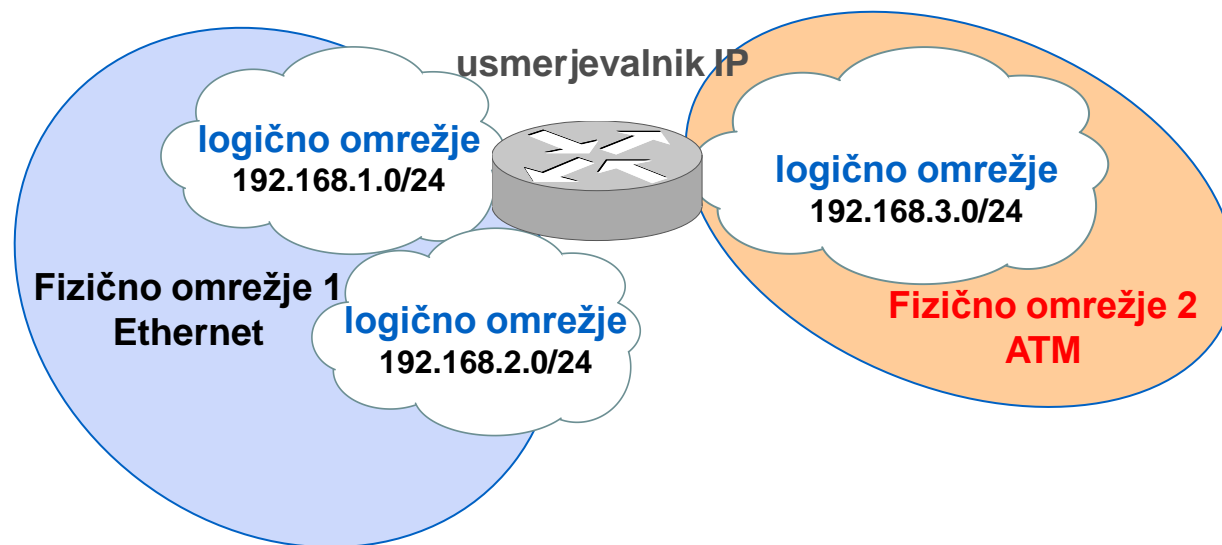 usmerjevalnik IP
logično omrežje
192.168.1.0/24
logično omrežje
192.168.3.0/24
Fizično omrežje 1
Ethernet
logično omrežje
192.168.2.0/24
Fizično omrežje 2
ATM